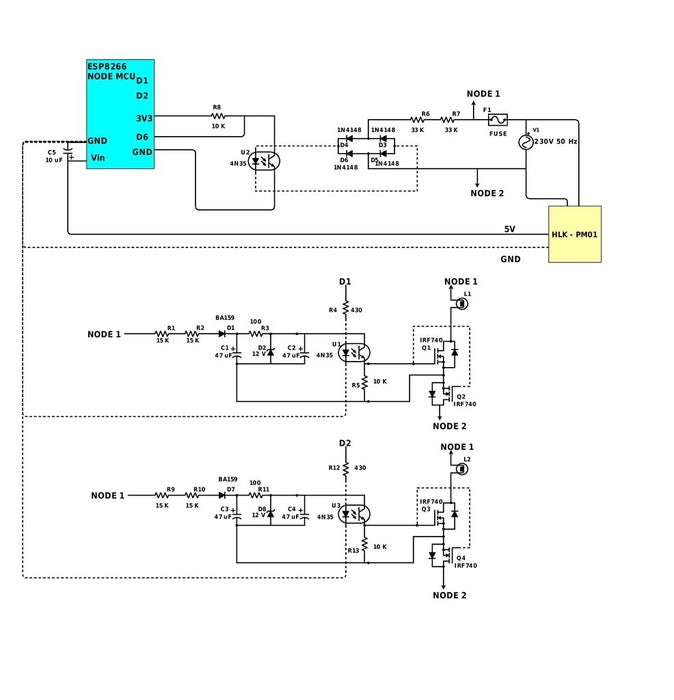 ESP8266
NODE MCU
D1
D2
3V3
D6
GND
GND
Vin
C5
10 uF
+
R8
10 K
U2
4N35
1N4148
1N4148
D4
D3
D6
D5
1N4148
1N4148
R6
R7
33 K
33 K
NODE 1
F1
FUSE
V1
230V 50 Hz
NODE 2
HLK - PM01
5V
GND
D1
NODE 1
L1
R4
430
BA159
100
NODE 1
R1
R2
D1
R3
15 K
15 K
C1
+
47 uF
D2
12 V
C2
+
47 uF
U1
4N35
R5
10 K
IRF740
Q1
Q2
IRF740
NODE 2
D2
NODE 1
L2
R12
430
BA159
100
NODE 1
R9
R10
D7
R11
15 K
15 K
C3
+
47 uF
D8
12 V
C4
+
47 uF
U3
4N35
R13
10 K
IRF740
Q3
Q4
IRF740
NODE 2